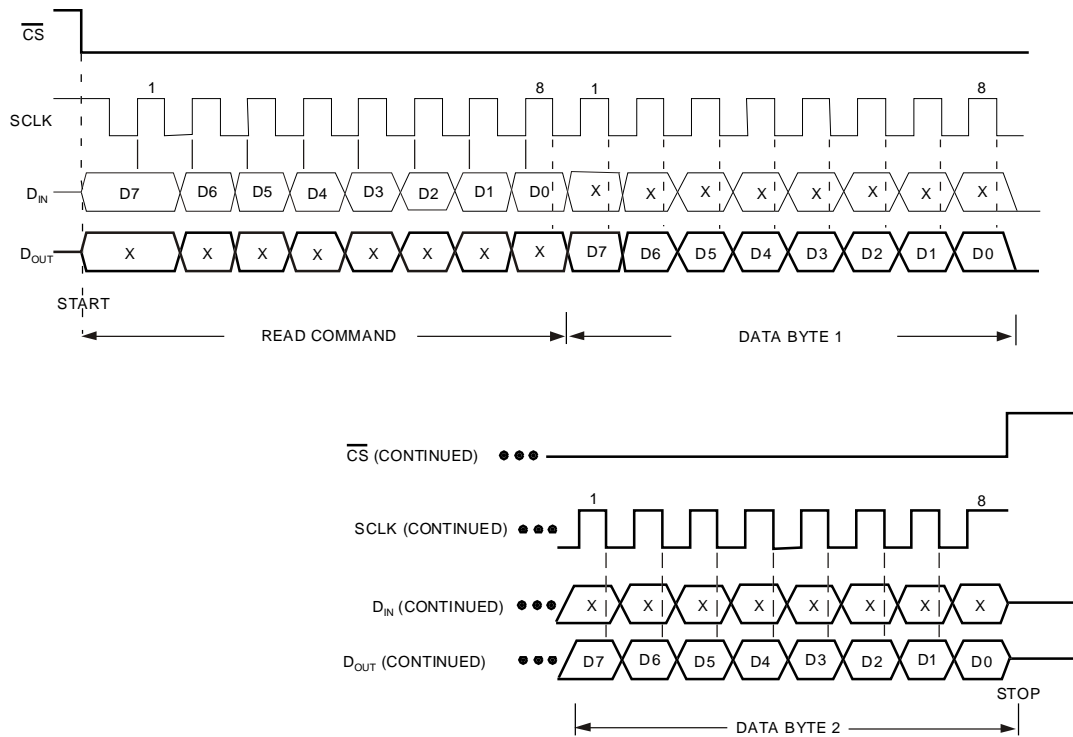 CS
1 8 1 8
SCLK
DIN D7 D6 D5 D4 D3 D2 D1 D0 X X X X X X X X
DOUT X X X X X X X X D7 D6 D5 D4 D3 D2 D1 D0
START
READ COMMAND DATA BYTE 1
CS (CONTINUED)
1 8
SCLK (CONTINUED)
DIN (CONTINUED) X X X X X X X X
DOUT (CONTINUED) D7 D6 D5 D4 D3 D2 D1 D0
STOP
DATA BYTE 2